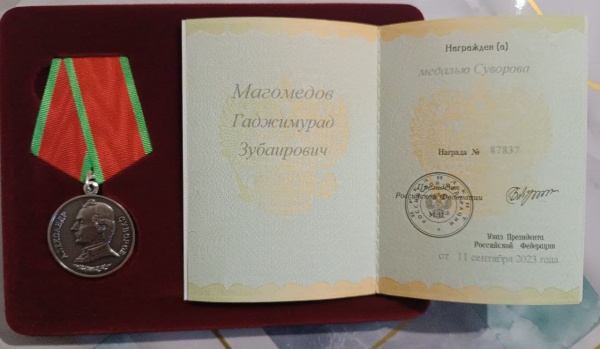 АЛЕКСАНДР СУВОРОВ
Магомедов
Гаджимурад
Зубаирович
Награжден (а)
медалью Суворова
Награда № 87837
Президент
Российской Федерации
М.П.
Указ Президента
Российской Федерации
от 11 сентября 2023 года